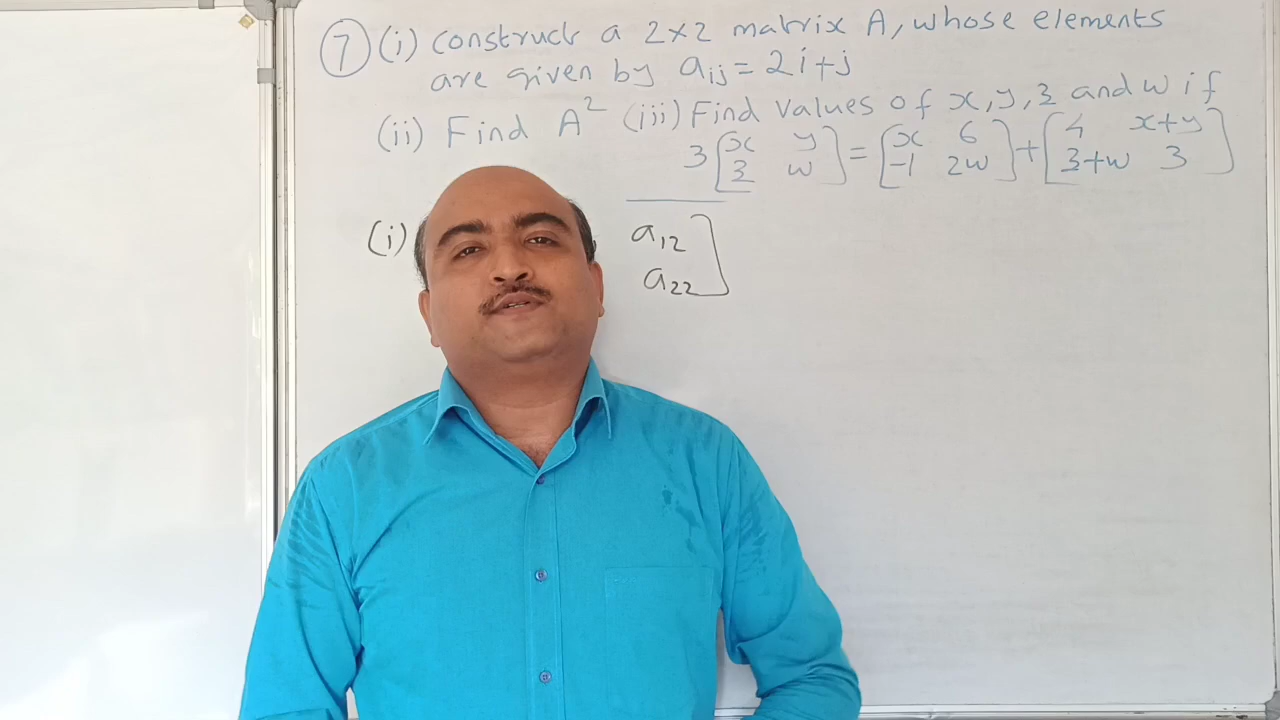 7 (i) construct a 2×2 matrix A, whose elements
are given by aij = 2i+j
(ii) Find A² (iii) Find values of x, y, z and w if
3[x y] = [x 6] + [4 x+y]
[z w] [-1 2w] [z+w 3]
(i) a12]
a22]